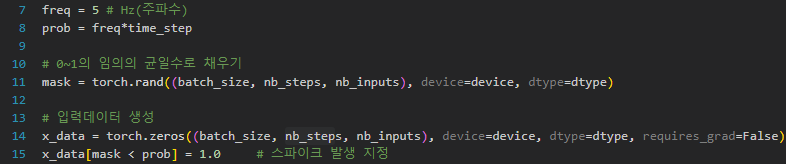 7 freq = 5 # Hz(주파수)
8 prob = freq*time_step
9
10 # 0~1의 임의의 균일수로 채우기
11 mask = torch.rand((batch_size, nb_steps, nb_inputs), device=device, dtype=dtype)
12
13 # 입력데이터 생성
14 x_data = torch.zeros((batch_size, nb_steps, nb_inputs), device=device, dtype=dtype, requires_grad=False)
15 x_data[mask < prob] = 1.0 # 스파이크 발생 지정